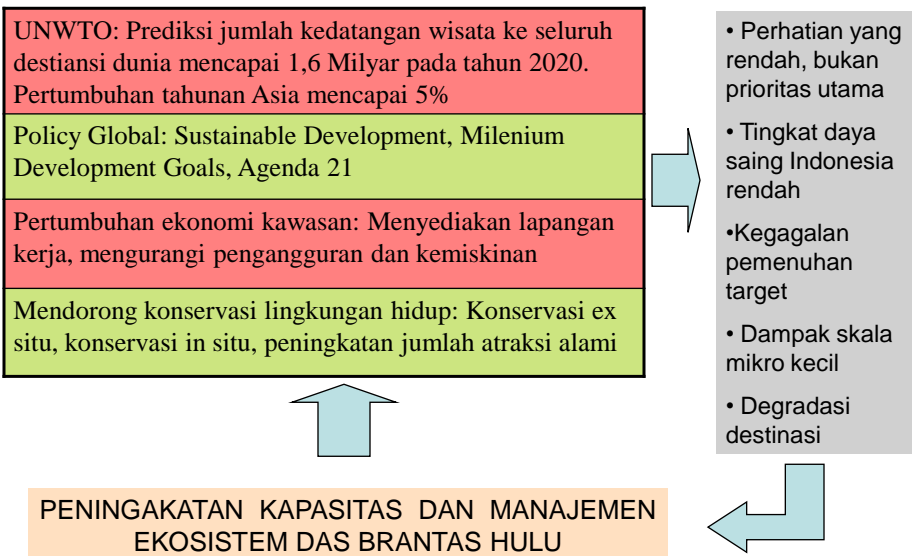 UNWTO: Prediksi jumlah kedatangan wisata ke seluruh
destiansi dunia mencapai 1,6 Milyar pada tahun 2020.
Pertumbuhan tahunan Asia mencapai 5%
Policy Global: Sustainable Development, Milenium
Development Goals, Agenda 21
Pertumbuhan ekonomi kawasan: Menyediakan lapangan
kerja, mengurangi pengangguran dan kemiskinan
Mendorong konservasi lingkungan hidup: Konservasi ex
situ, konservasi in situ, peningkatan jumlah atraksi alami
• Perhatian yang
rendah, bukan
prioritas utama
• Tingkat daya
saing Indonesia
rendah
•Kegagalan
pemenuhan
target
• Dampak skala
mikro kecil
• Degradasi
destinasi
PENINGAKATAN KAPASITAS DAN MANAJEMEN
EKOSISTEM DAS BRANTAS HULU